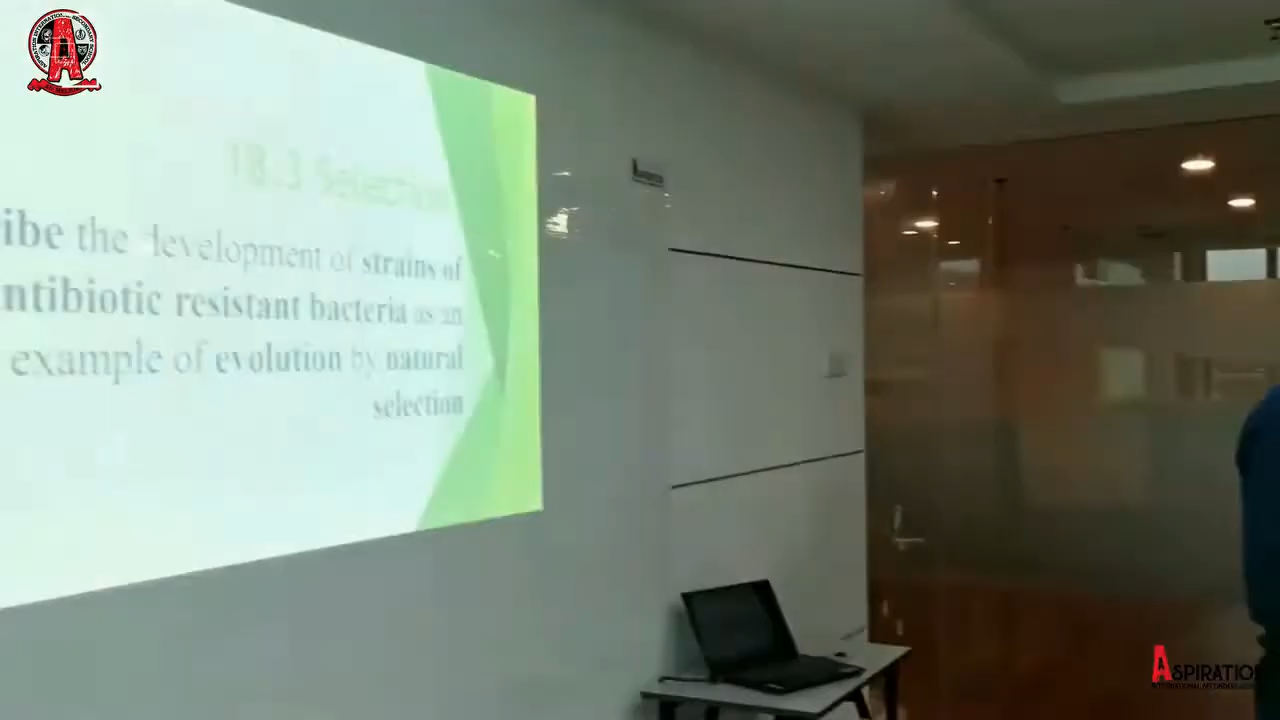 18.3 Selection
ibe the development of strains of
ntibiotic resistant bacteria as an
example of evolution by natural
selection
A
ASPIRATION